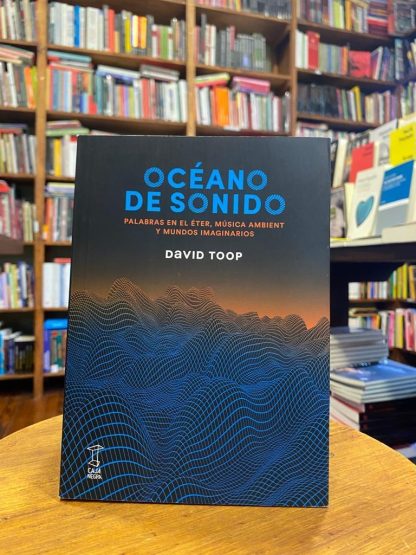 OCÉANO
DE SONIDO
PALABRAS EN EL ÉTER, MÚSICA AMBIENT
Y MUNDOS IMAGINARIOS
DAVID TOOP
CAJA
NEGRA